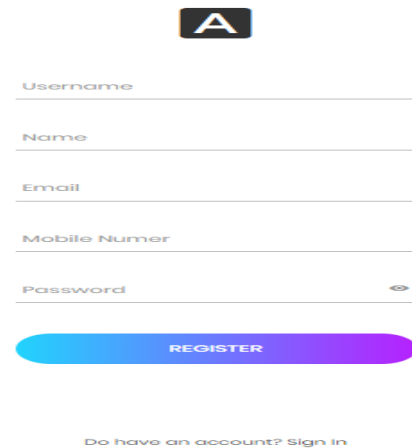 A
Username
Name
Email
Mobile Numer
Password
REGISTER
Do have an account? Sign In